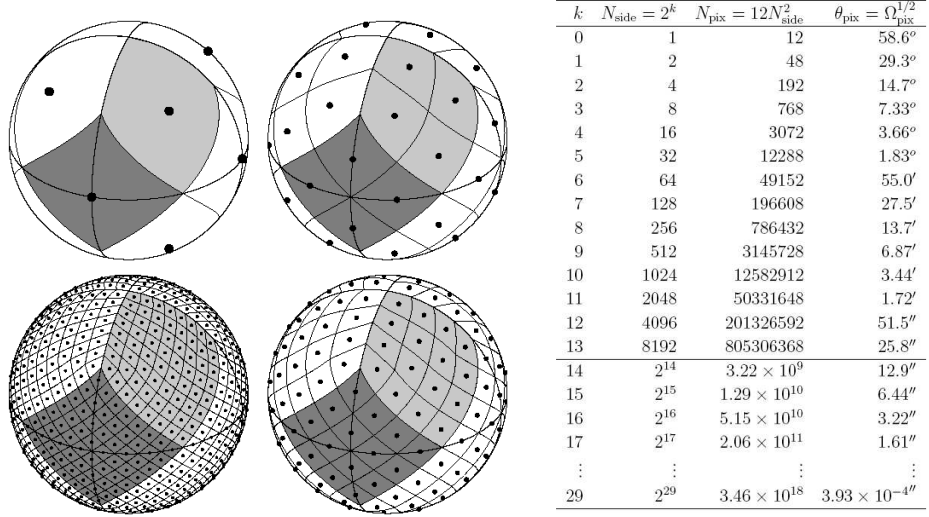 k N_side = 2^k N_pix = 12N_side^2 θ_pix = Ω_pix^1/2
0 1 12 58.6°
1 2 48 29.3°
2 4 192 14.7°
3 8 768 7.33°
4 16 3072 3.66°
5 32 12288 1.83°
6 64 49152 55.0′
7 128 196608 27.5′
8 256 786432 13.7′
9 512 3145728 6.87′
10 1024 12582912 3.44′
11 2048 50331648 1.72′
12 4096 201326592 51.5″
13 8192 805306368 25.8″
14 2^14 3.22 × 10^9 12.9″
15 2^15 1.29 × 10^10 6.44″
16 2^16 5.15 × 10^10 3.22″
17 2^17 2.06 × 10^11 1.61″
⋮ ⋮ ⋮ ⋮
29 2^29 3.46 × 10^18 3.93 × 10^-4″